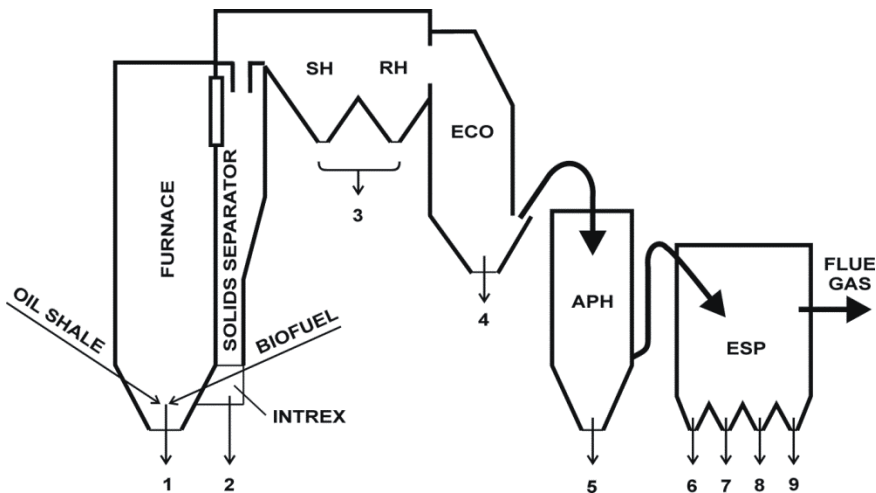 SH
RH
ECO
FURNACE
SOLIDS SEPARATOR
3
OIL SHALE
BIOFUEL
APH
FLUE
GAS
4
ESP
INTREX
1
2
5
6
7
8
9